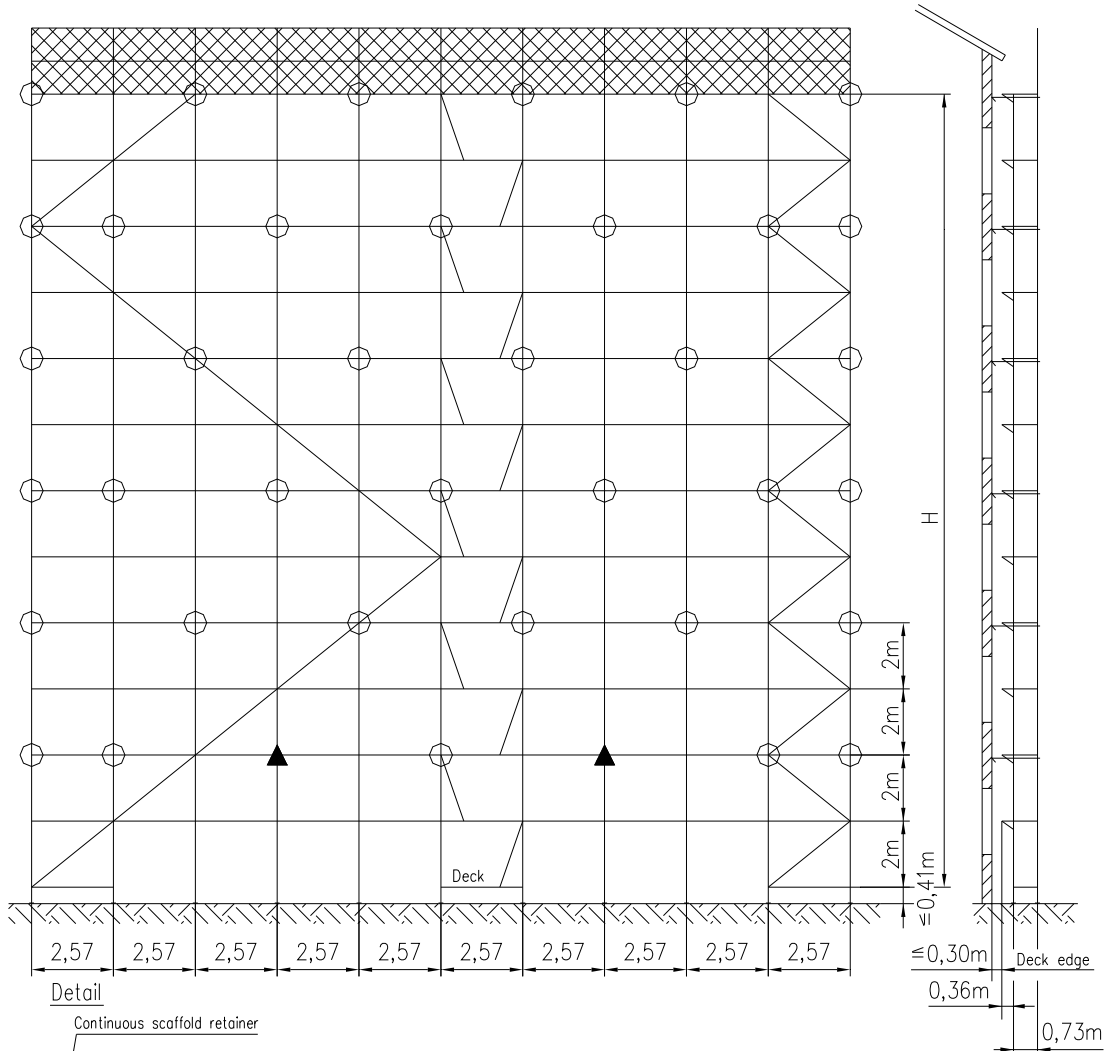 H
2m
2m
2m
2m
≤0,41m
Deck
2,57 2,57 2,57 2,57 2,57 2,57 2,57 2,57 2,57 2,57
≤0,30m Deck edge
0,36m
0,73m
Detail
Continuous scaffold retainer